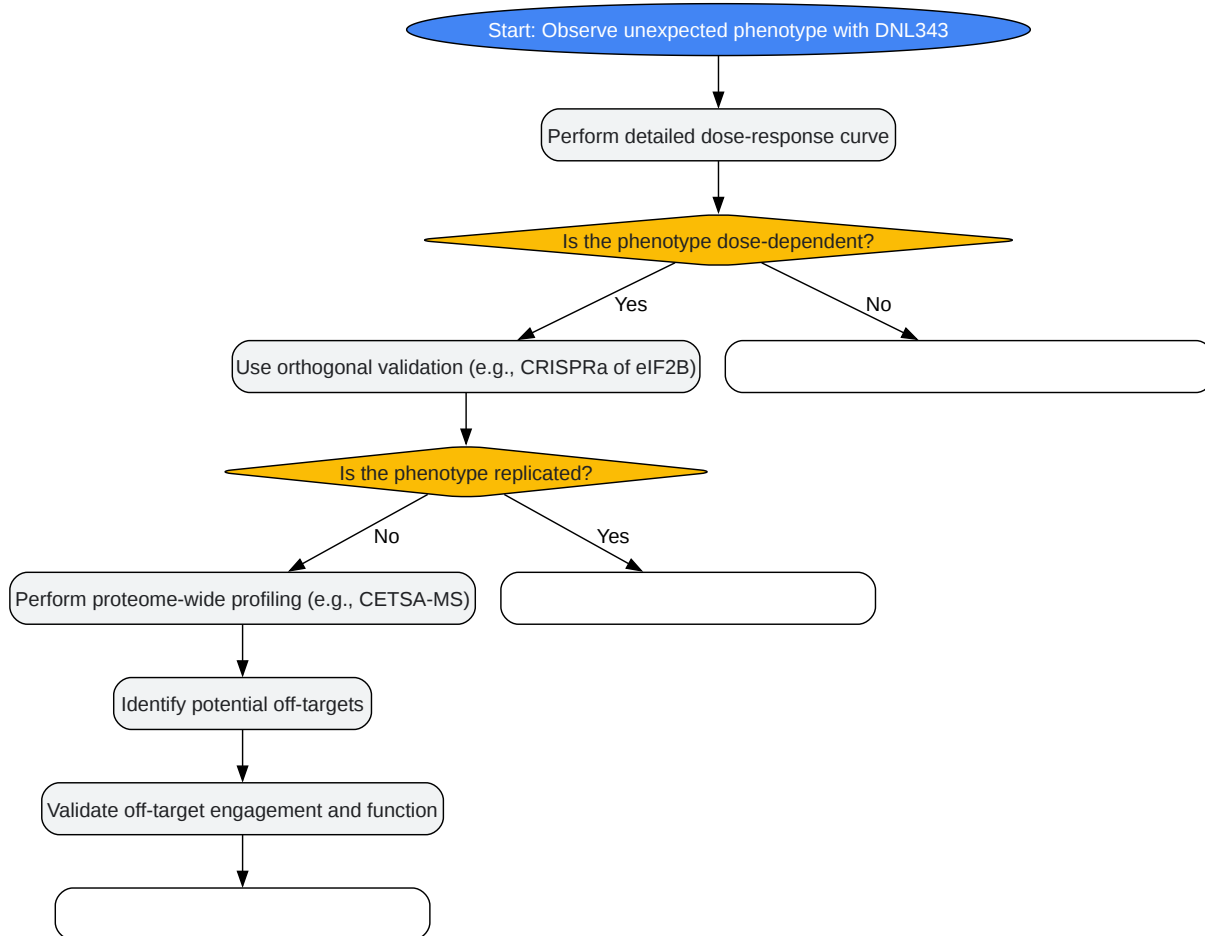 Start: Observe unexpected phenotype with DNL343
Perform detailed dose-response curve
Is the phenotype dose-dependent?
Yes
No
Use orthogonal validation (e.g., CRISPRa of eIF2B)
Is the phenotype replicated?
No
Yes
Perform proteome-wide profiling (e.g., CETSA-MS)
Identify potential off-targets
Validate off-target engagement and function